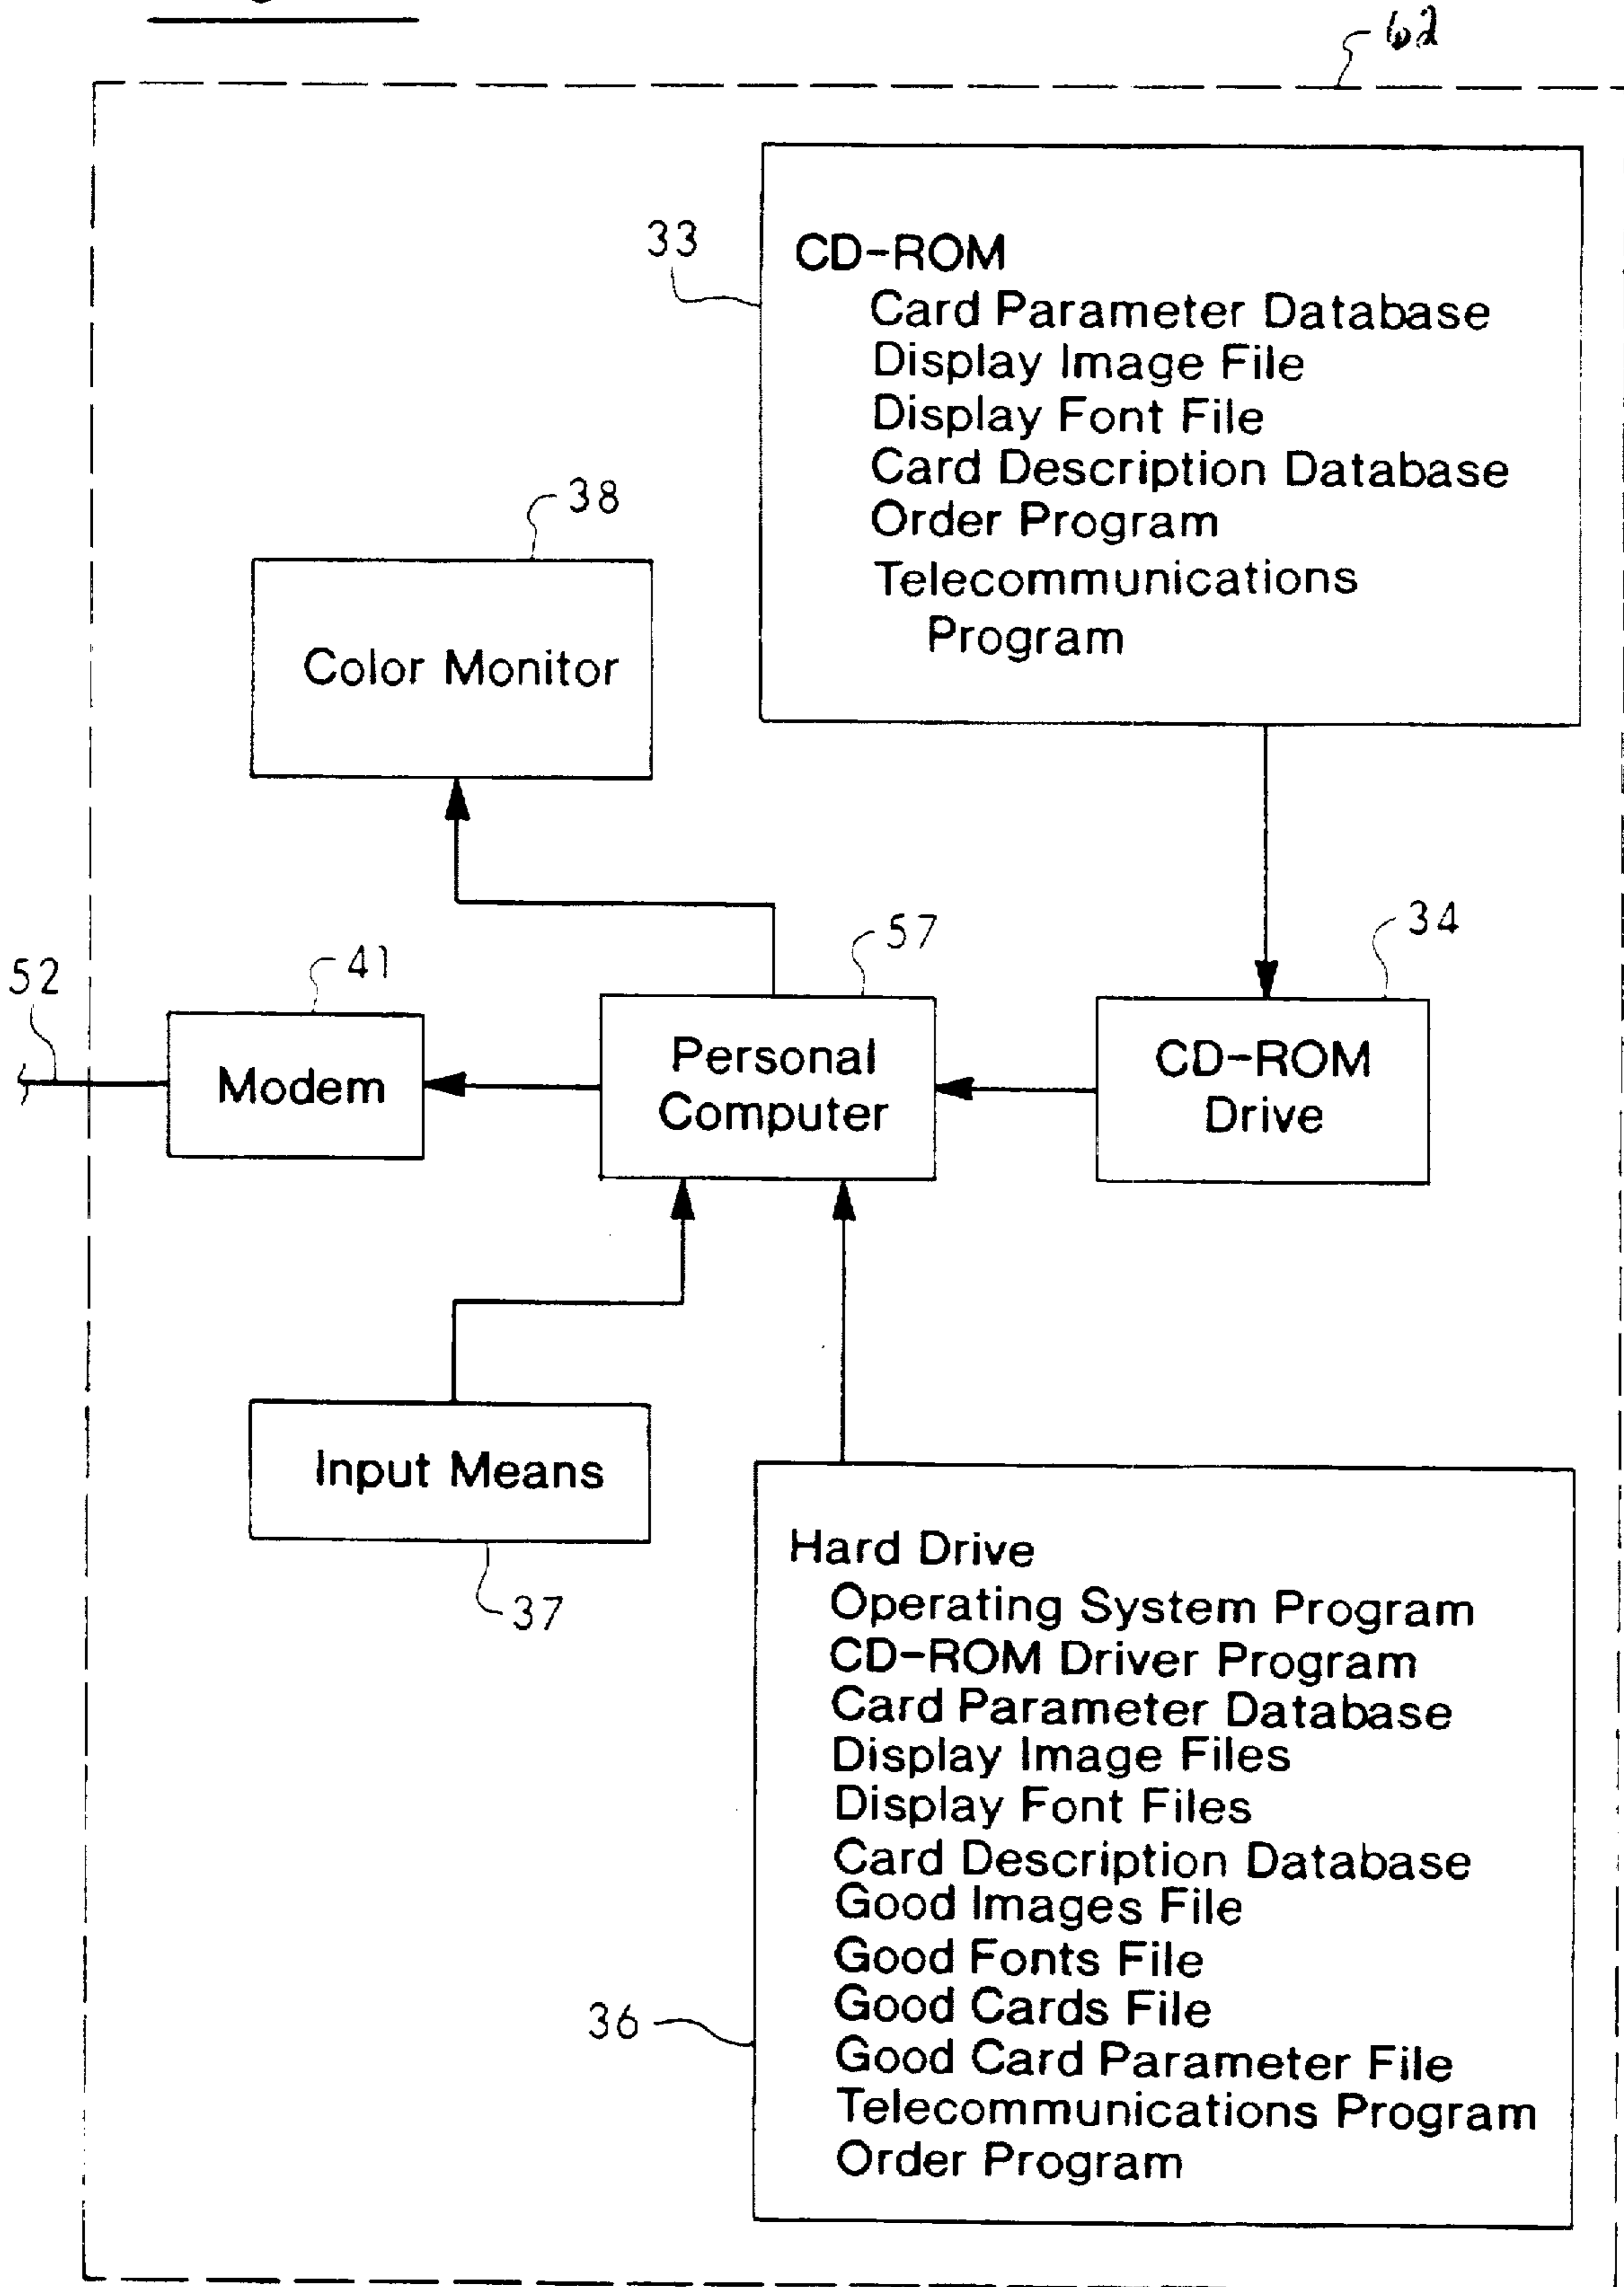 62
33
CD-ROM
Card Parameter Database
Display Image File
Display Font File
Card Description Database
Order Program
Telecommunications
Program
38
Color Monitor
52
41
Modem
57
Personal
Computer
34
CD-ROM
Drive
Input Means
37
Hard Drive
Operating System Program
CD-ROM Driver Program
Card Parameter Database
Display Image Files
Display Font Files
Card Description Database
Good Images File
Good Fonts File
Good Cards File
Good Card Parameter File
Telecommunications Program
Order Program
36